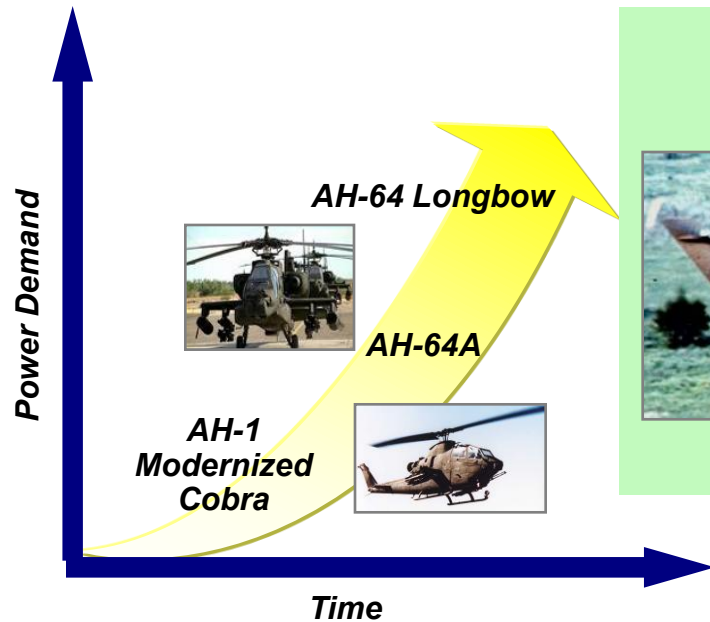 Power Demand
AH-64 Longbow
AH-64A
AH-1
Modernized
Cobra
Time